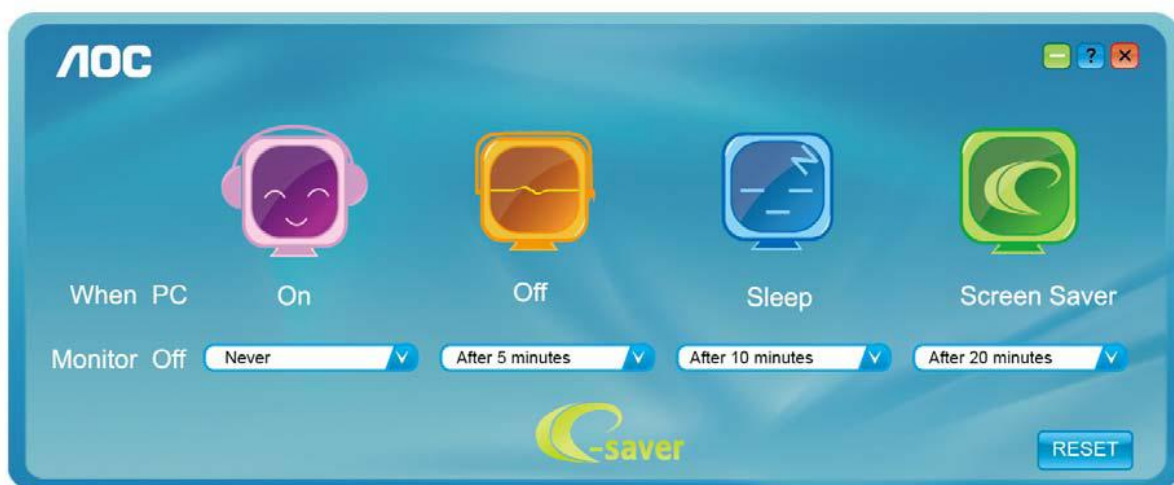 AOC
?
When PC On Off Sleep Screen Saver
Monitor Off Never After 5 minutes After 10 minutes After 20 minutes
e-saver
RESET